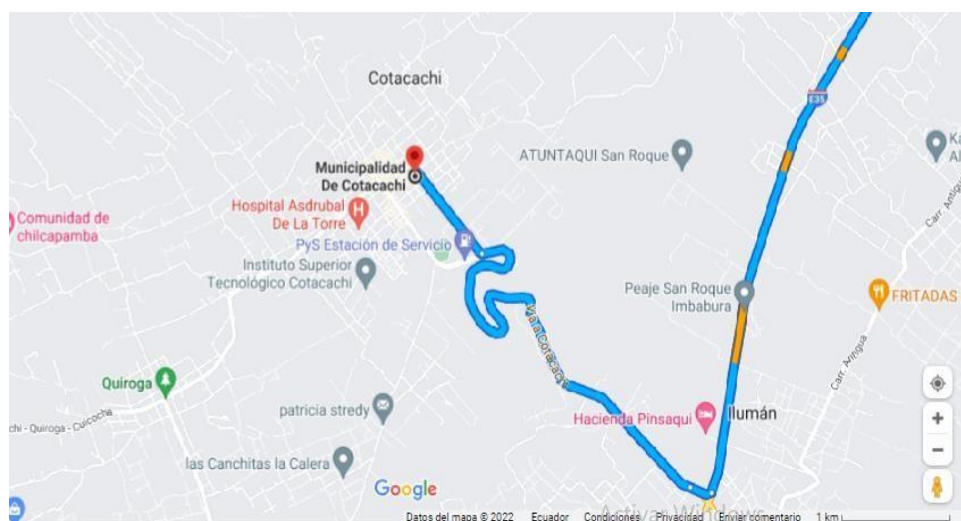 Cotacachi
E35
Municipalidad
De Cotacachi
ATUNTAQUI San Roque
Hospital Asdrubal
De La Torre
Comunidad de
chilcapamba
PyS Estación de Servicio
Instituto Superior
Tecnológico Cotacachi
Carr. Antigua
Peaje San Roque
Imbabura
FRITADAS
Vía a Cotacachi
Quiroga
patricia stredy
Hacienda Pinsaqui
Ilumán
chi - Quiroga - Cuicocha
las Canchitas la Calera
Google
Activar Windows
Datos del mapa © 2022 Ecuador Condiciones Privacidad Enviar comentario 1 km